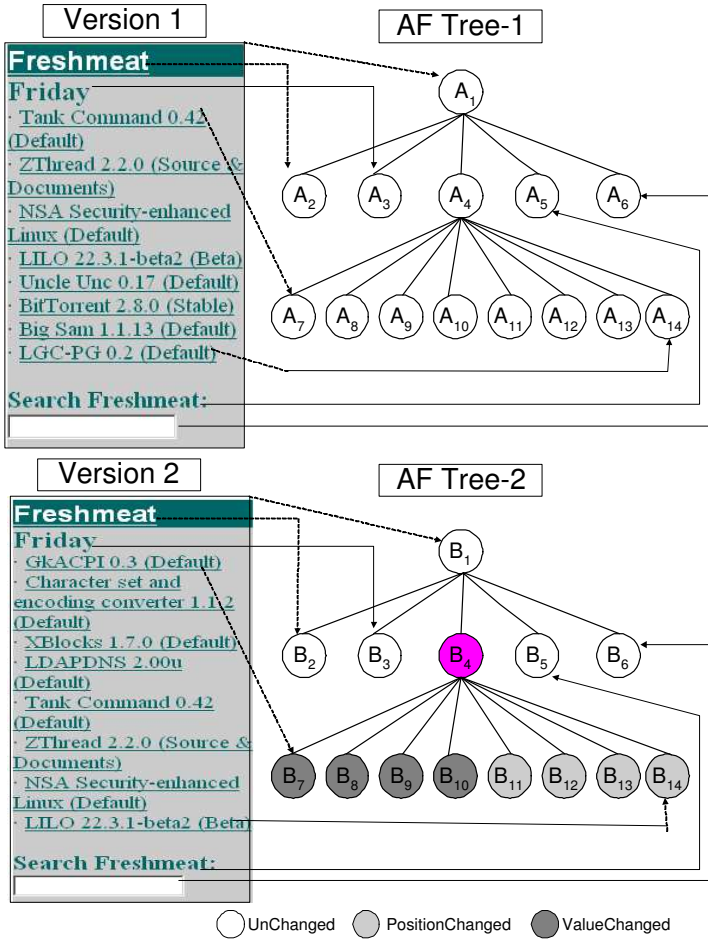 Version 1
AF Tree-1
Freshmeat
Friday
· Tank Command 0.42
(Default)
· ZThread 2.2.0 (Source &
Documents)
· NSA Security-enhanced
Linux (Default)
· LILO 22.3.1-beta2 (Beta)
· Uncle Unc 0.17 (Default)
· BitTorrent 2.8.0 (Stable)
· Big Sam 1.1.13 (Default)
· LGC-PG 0.2 (Default)
Search Freshmeat:
A1
A2 A3 A4 A5 A6
A7 A8 A9 A10 A11 A12 A13 A14
Version 2
AF Tree-2
Freshmeat
Friday
· GkACPI 0.3 (Default)
· Character set and
encoding converter 1.1.2
(Default)
· XBlocks 1.7.0 (Default)
· LDAPDNS 2.00u
(Default)
· Tank Command 0.42
(Default)
· ZThread 2.2.0 (Source &
Documents)
· NSA Security-enhanced
Linux (Default)
· LILO 22.3.1-beta2 (Beta)
Search Freshmeat:
B1
B2 B3 B4 B5 B6
B7 B8 B9 B10 B11 B12 B13 B14
UnChanged PositionChanged ValueChanged